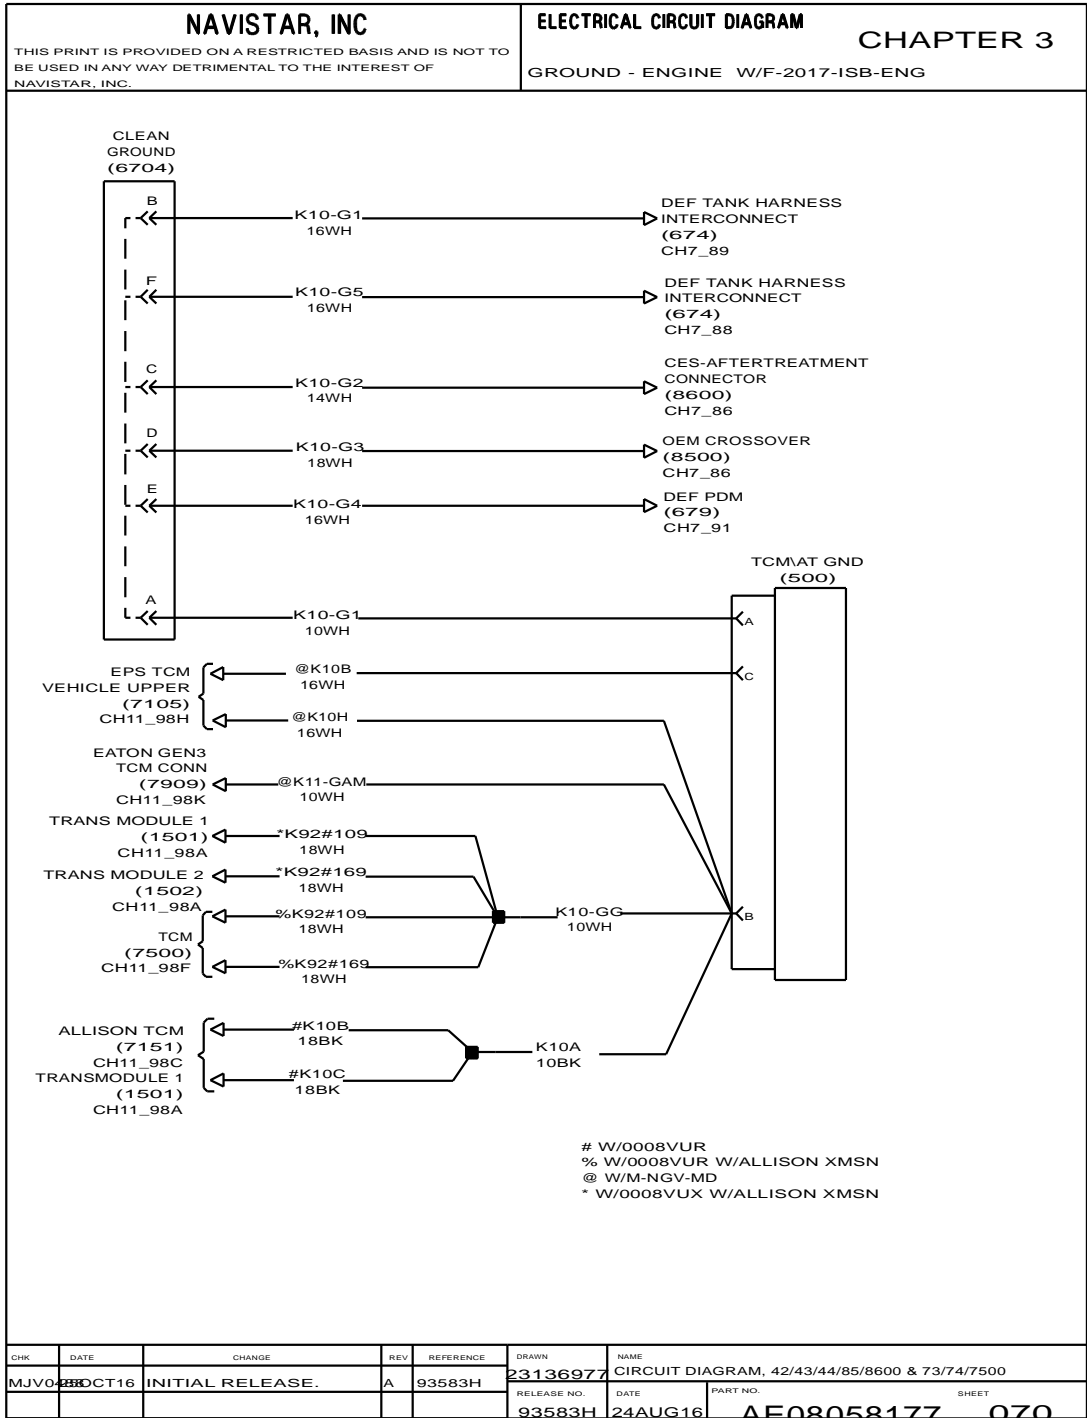 NAVISTAR, INC
THIS PRINT IS PROVIDED ON A RESTRICTED BASIS AND IS NOT TO
BE USED IN ANY WAY DETRIMENTAL TO THE INTEREST OF
NAVISTAR, INC.
ELECTRICAL CIRCUIT DIAGRAM
CHAPTER 3
GROUND - ENGINE W/F-2017-ISB-ENG
CLEAN
GROUND
(6704)
B
K10-G1
16WH
DEF TANK HARNESS
INTERCONNECT
(674)
CH7_89
F
K10-G5
16WH
DEF TANK HARNESS
INTERCONNECT
(674)
CH7_88
C
K10-G2
14WH
CES-AFTERTREATMENT
CONNECTOR
(8600)
CH7_86
D
K10-G3
18WH
OEM CROSSOVER
(8500)
CH7_86
E
K10-G4
16WH
DEF PDM
(679)
CH7_91
TCM\AT GND
(500)
A
K10-G1
10WH
A
EPS TCM
VEHICLE UPPER
(7105)
CH11_98H
@K10B
16WH
C
@K10H
16WH
EATON GEN3
TCM CONN
(7909)
CH11_98K
@K11-GAM
10WH
TRANS MODULE 1
(1501)
CH11_98A
*K92#109
18WH
TRANS MODULE 2
(1502)
CH11_98A
*K92#169
18WH
TCM
(7500)
CH11_98F
%K92#109
18WH
%K92#169
18WH
K10-GG
10WH
B
ALLISON TCM
(7151)
CH11_98C
#K10B
18BK
TRANSMODULE 1
(1501)
CH11_98A
#K10C
18BK
K10A
10BK
# W/0008VUR
% W/0008VUR W/ALLISON XMSN
@ W/M-NGV-MD
* W/0008VUX W/ALLISON XMSN
CHK DATE CHANGE REV REFERENCE
INITIAL RELEASE. A 93583H
DRAWN
23136977
NAME
CIRCUIT DIAGRAM, 42/43/44/85/8600 & 73/74/7500
RELEASE NO. DATE PART NO. SHEET
93583H 24AUG16 AE08058177 070